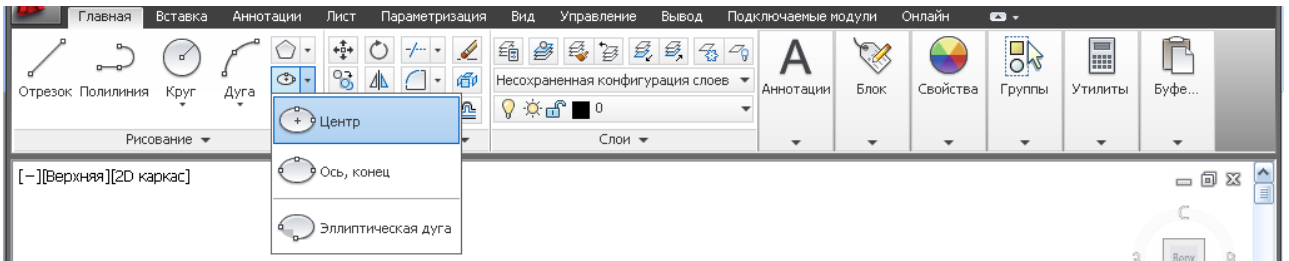 Главная Вставка Аннотации Лист Параметризация Вид Управление Вывод Подключаемые модули Онлайн
Отрезок Полилиния Круг Дуга
Несохраненная конфигурация слоев
0
Аннотации Блок Свойства Группы Утилиты Буфе...
Рисование
Слои
Центр
Ось, конец
Эллиптическая дуга
[−][Верхняя][2D каркас]
С
Верх